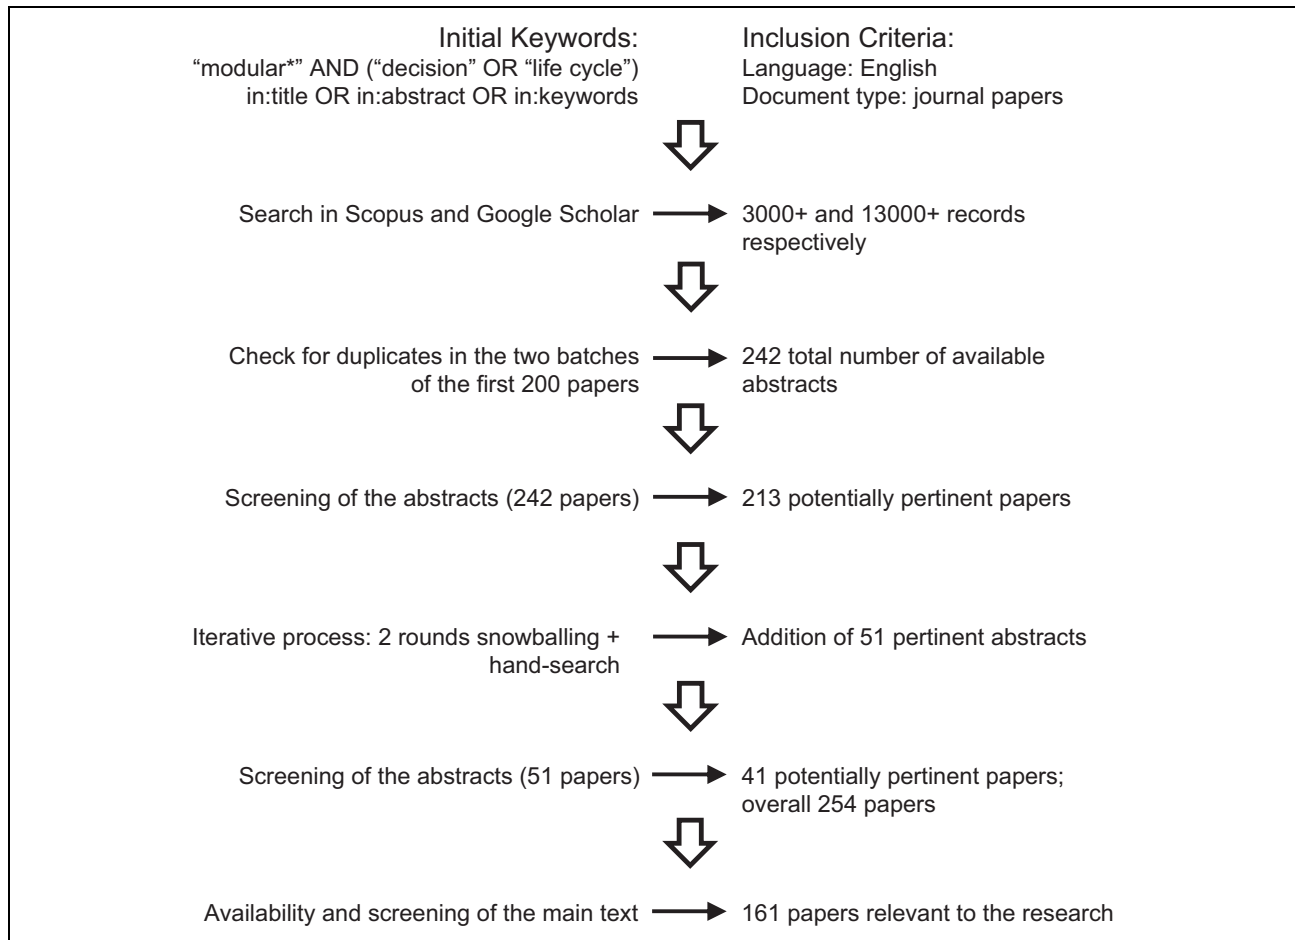 Initial Keywords:
“modular*” AND (“decision” OR “life cycle”)
in:title OR in:abstract OR in:keywords
Inclusion Criteria:
Language: English
Document type: journal papers
Search in Scopus and Google Scholar
3000+ and 13000+ records
respectively
Check for duplicates in the two batches
of the first 200 papers
242 total number of available
abstracts
Screening of the abstracts (242 papers)
213 potentially pertinent papers
Iterative process: 2 rounds snowballing +
hand-search
Addition of 51 pertinent abstracts
Screening of the abstracts (51 papers)
41 potentially pertinent papers;
overall 254 papers
Availability and screening of the main text
161 papers relevant to the research